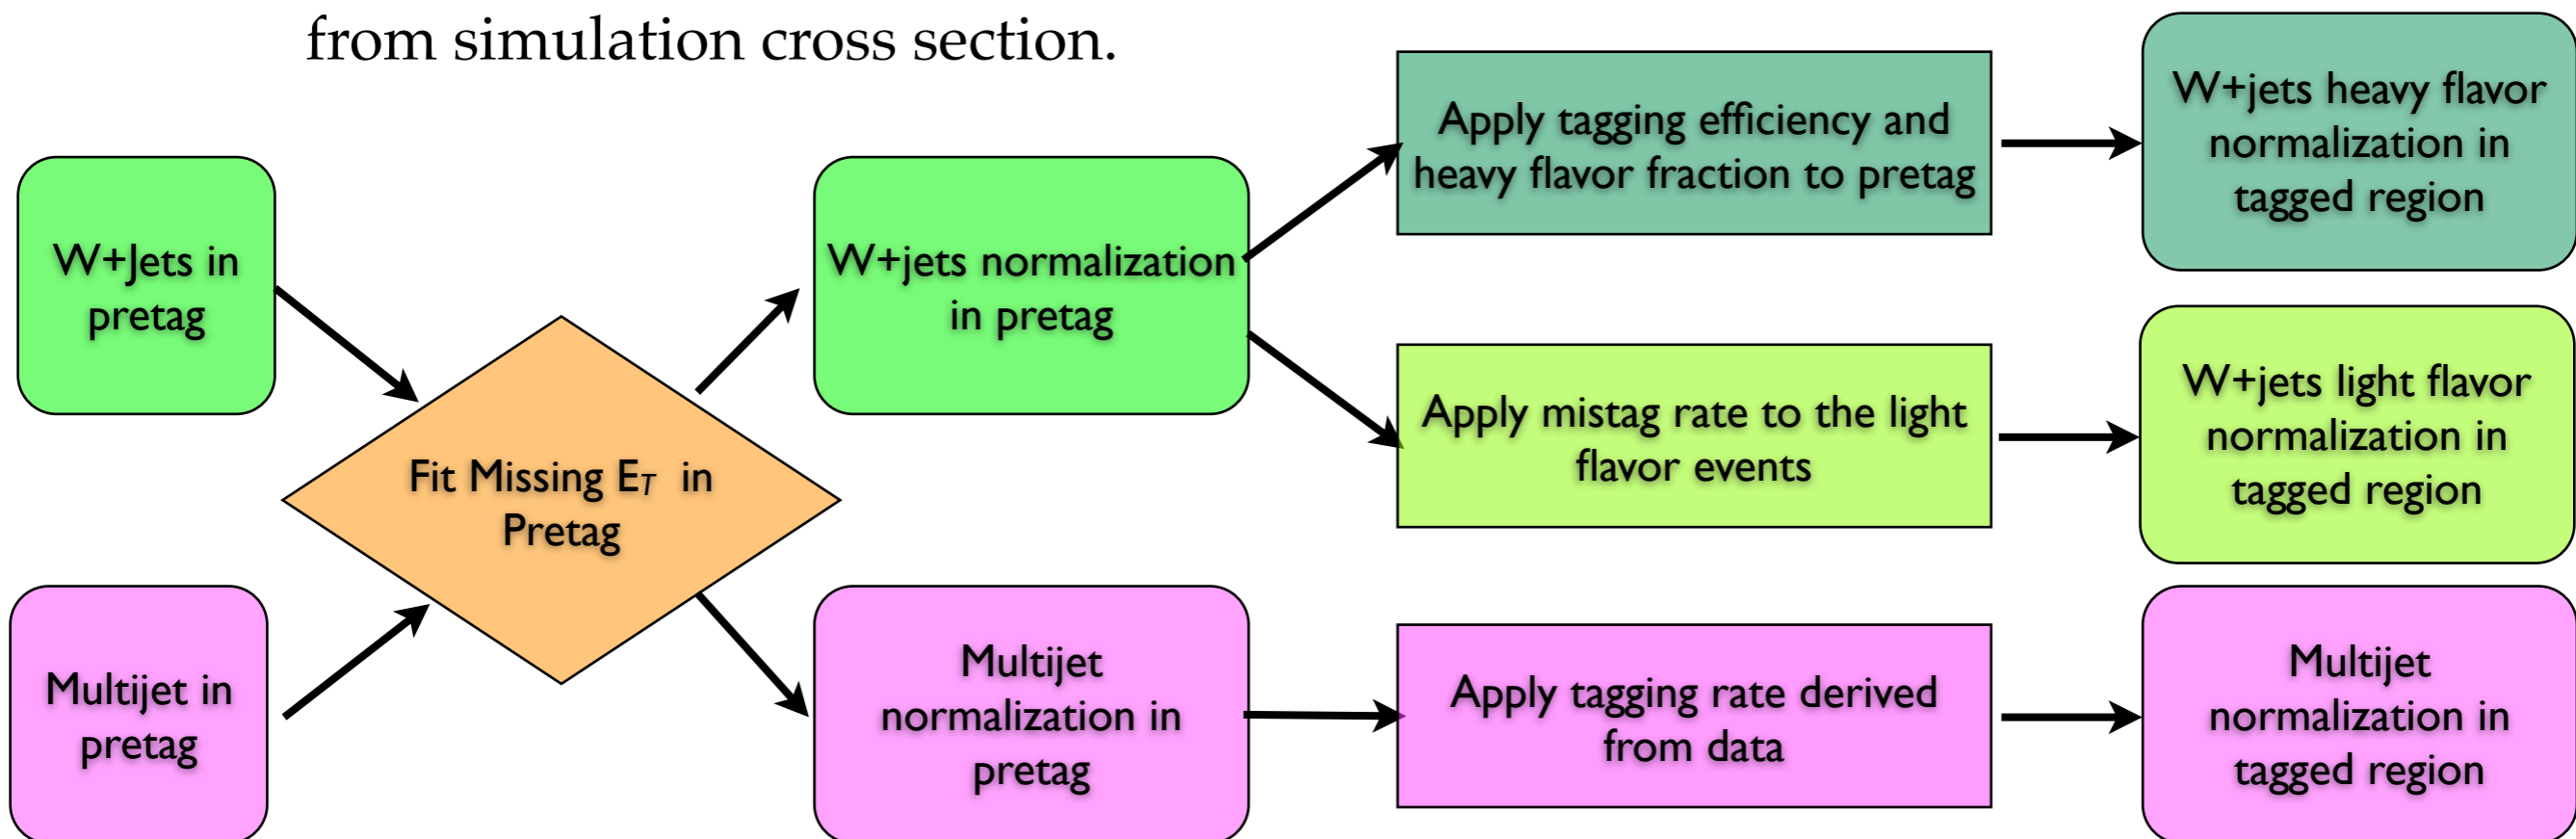 from simulation cross section.
W+Jets in
pretag
Multijet in
pretag
Fit Missing ET in
Pretag
W+jets normalization
in pretag
Multijet
normalization in
pretag
Apply tagging efficiency and
heavy flavor fraction to pretag
Apply mistag rate to the light
flavor events
Apply tagging rate derived
from data
W+jets heavy flavor
normalization in
tagged region
W+jets light flavor
normalization in
tagged region
Multijet
normalization in
tagged region